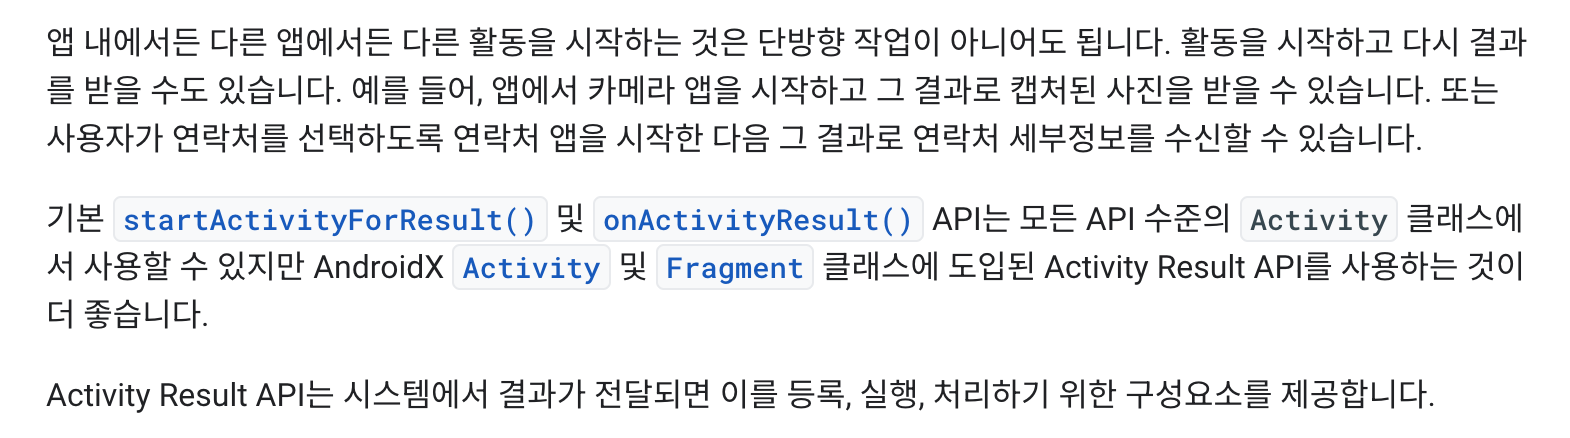 앱 내에서든 다른 앱에서든 다른 활동을 시작하는 것은 단방향 작업이 아니어도 됩니다. 활동을 시작하고 다시 결과
를 받을 수도 있습니다. 예를 들어, 앱에서 카메라 앱을 시작하고 그 결과로 캡처된 사진을 받을 수 있습니다. 또는
사용자가 연락처를 선택하도록 연락처 앱을 시작한 다음 그 결과로 연락처 세부정보를 수신할 수 있습니다.
기본 startActivityForResult() 및 onActivityResult() API는 모든 API 수준의 Activity 클래스에
서 사용할 수 있지만 AndroidX Activity 및 Fragment 클래스에 도입된 Activity Result API를 사용하는 것이
더 좋습니다.
Activity Result API는 시스템에서 결과가 전달되면 이를 등록, 실행, 처리하기 위한 구성요소를 제공합니다.